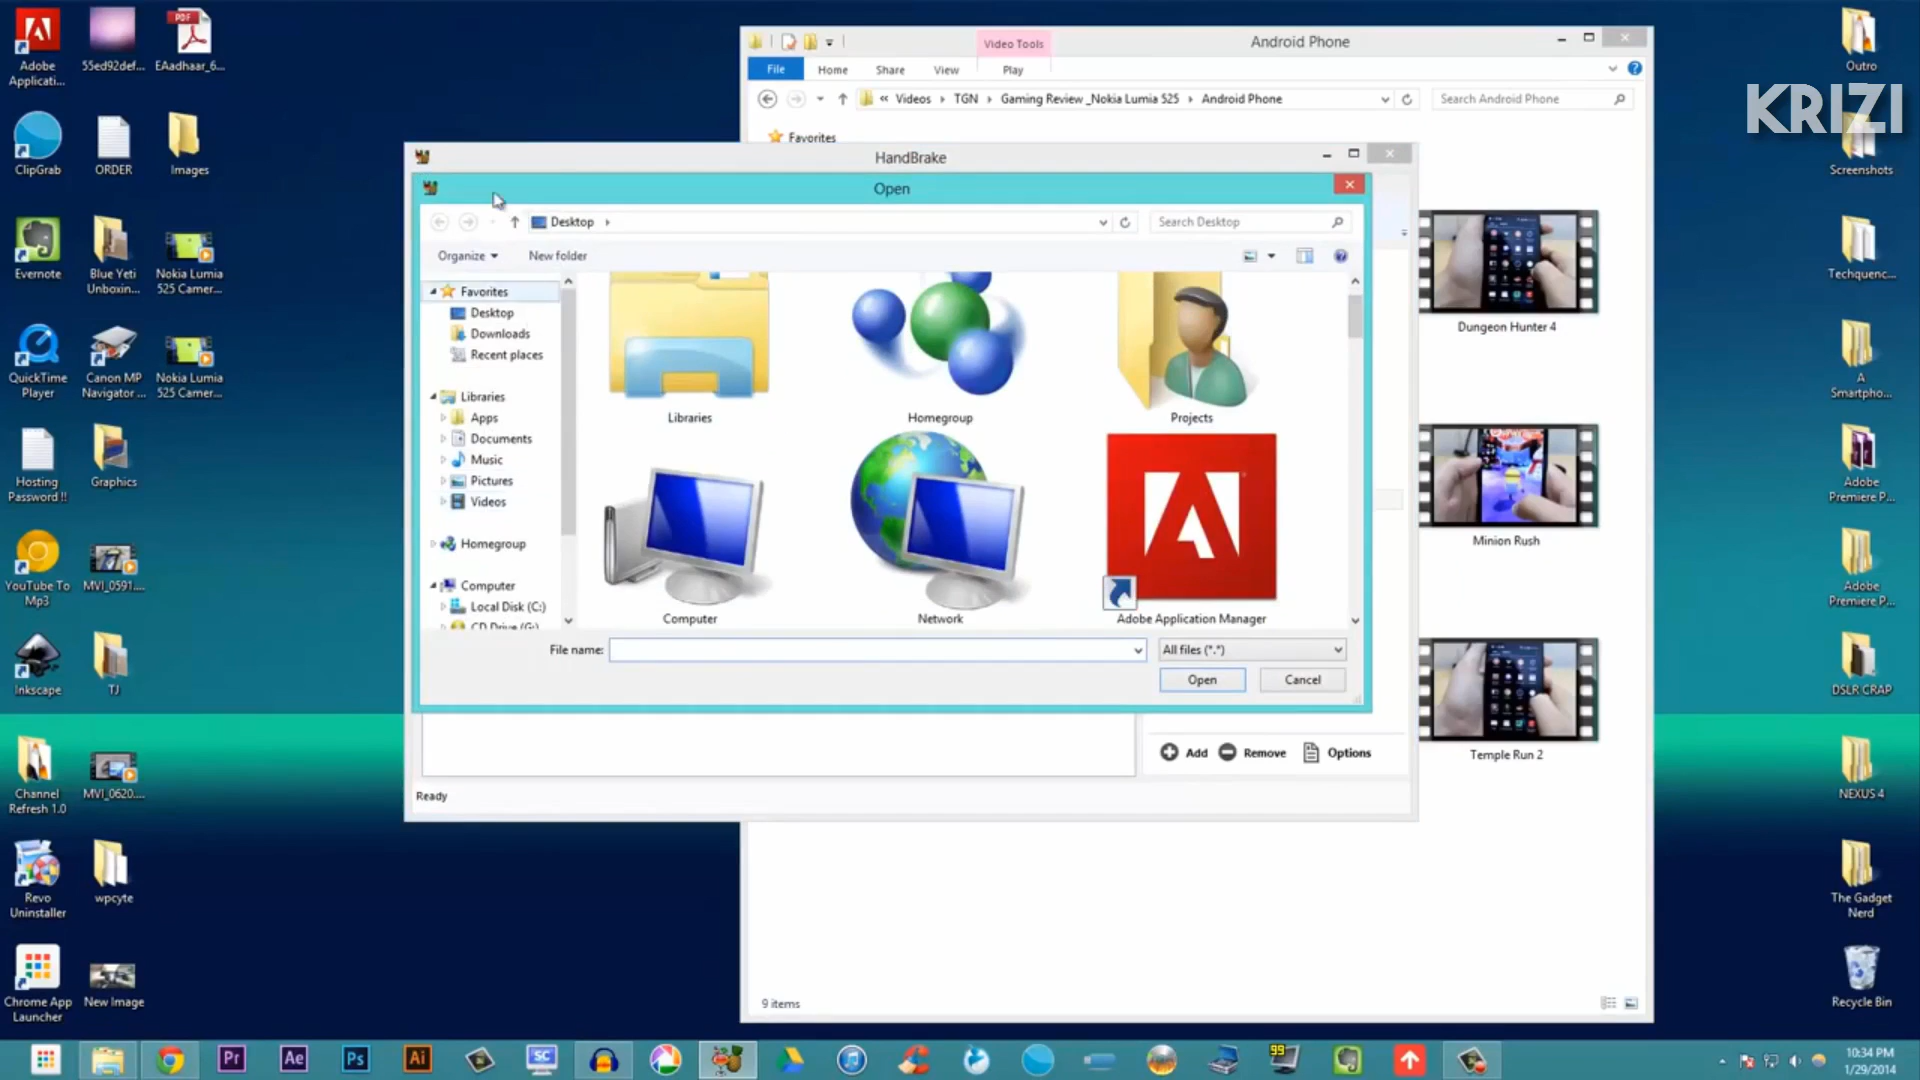 Adobe
Applicati...
55ed92def...
PDF
EAadhaar_6...
ClipGrab
ORDER
Images
Evernote
Blue Yeti
Unboxin...
Nokia Lumia
525 Camer...
QuickTime
Player
Canon MP
Navigator ...
Nokia Lumia
525 Camer...
Hosting
Password !!
Graphics
YouTube To
Mp3
MVI_0591....
Inkscape
TJ
Channel
Refresh 1.0
MVI_0620....
Revo
Uninstaller
wpcyte
Chrome App
Launcher
New Image
Video Tools
Android Phone
File
Home
Share
View
Play
« Videos
TGN
Gaming Review _Nokia Lumia 525
Android Phone
Search Android Phone
Favorites
HandBrake
Open
Desktop
Search Desktop
Organize
New folder
Favorites
Desktop
Downloads
Recent places
Libraries
Apps
Documents
Music
Pictures
Videos
Homegroup
Computer
Local Disk (C:)
CD Drive (G:)
Libraries
Homegroup
Projects
Computer
Network
Adobe Application Manager
File name:
All files (*.*)
Open
Cancel
Add
Remove
Options
Ready
Dungeon Hunter 4
Minion Rush
Temple Run 2
9 items
KRIZI
Outro
Screenshots
Techquenc...
A
Smartpho...
Adobe
Premiere P...
Adobe
Premiere P...
DSLR CRAP
NEXUS 4
The Gadget
Nerd
Recycle Bin
Pr
Ae
Ps
Ai
SC
99
10:34 PM
1/29/2014